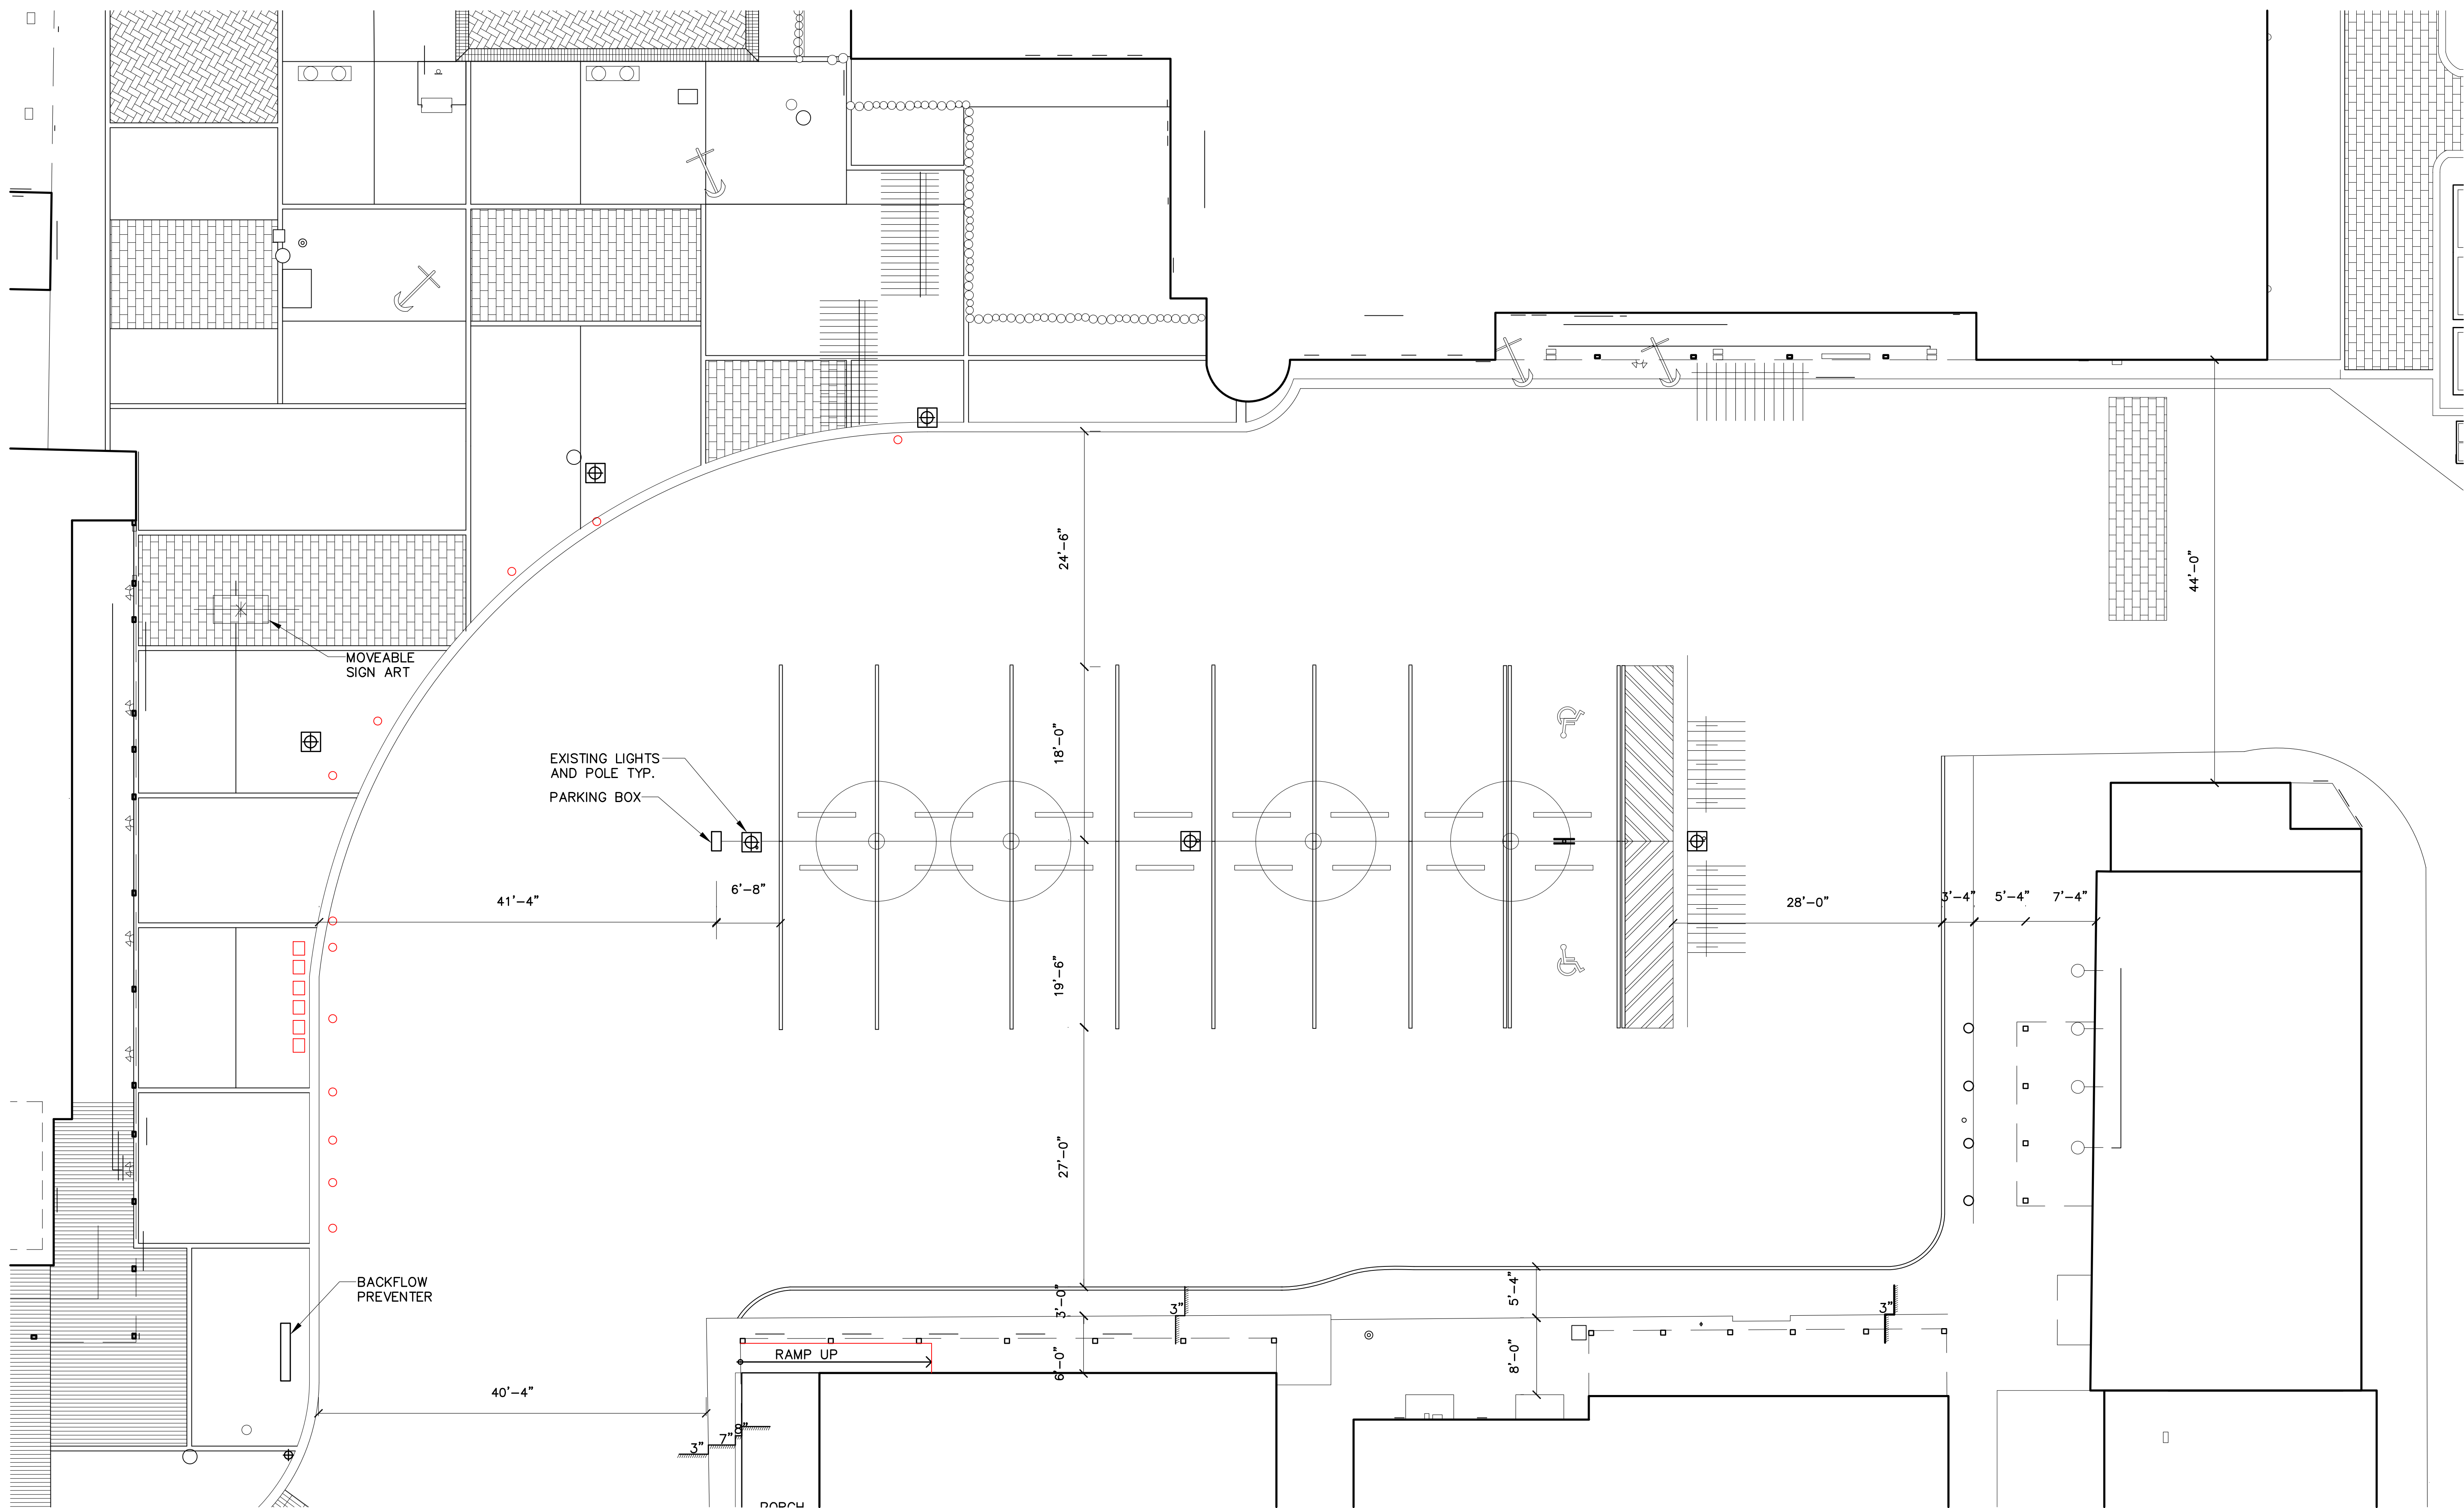 24'-6"
44'-0"
MOVEABLE
SIGN ART
18'-0"
EXISTING LIGHTS
AND POLE TYP.
PARKING BOX
6'-8"
41'-4"
28'-0"
3'-4"
5'-4"
7'-4"
19'-6"
27'-0"
BACKFLOW
PREVENTER
3'-0"
5'-4"
3"
3"
RAMP UP
6'-0"
8'-0"
40'-4"
8"
7"
3"
PORCH